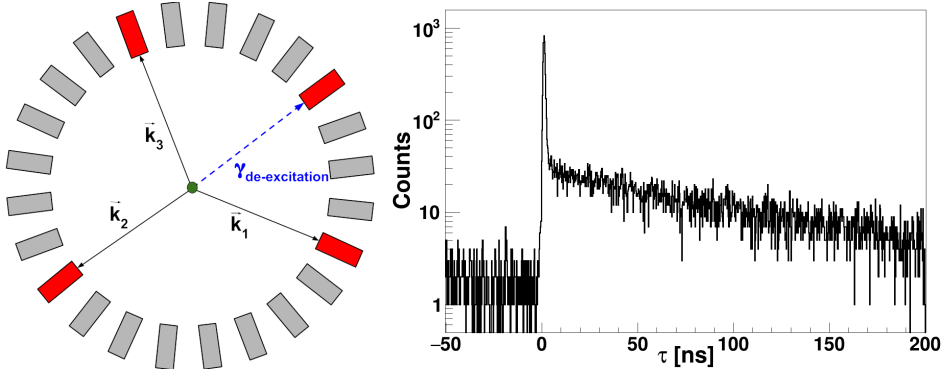 k₃
γde-excitation
k₂
k₁
Counts
10³
10²
10
1
−50 0 50 100 150 200
τ [ns]